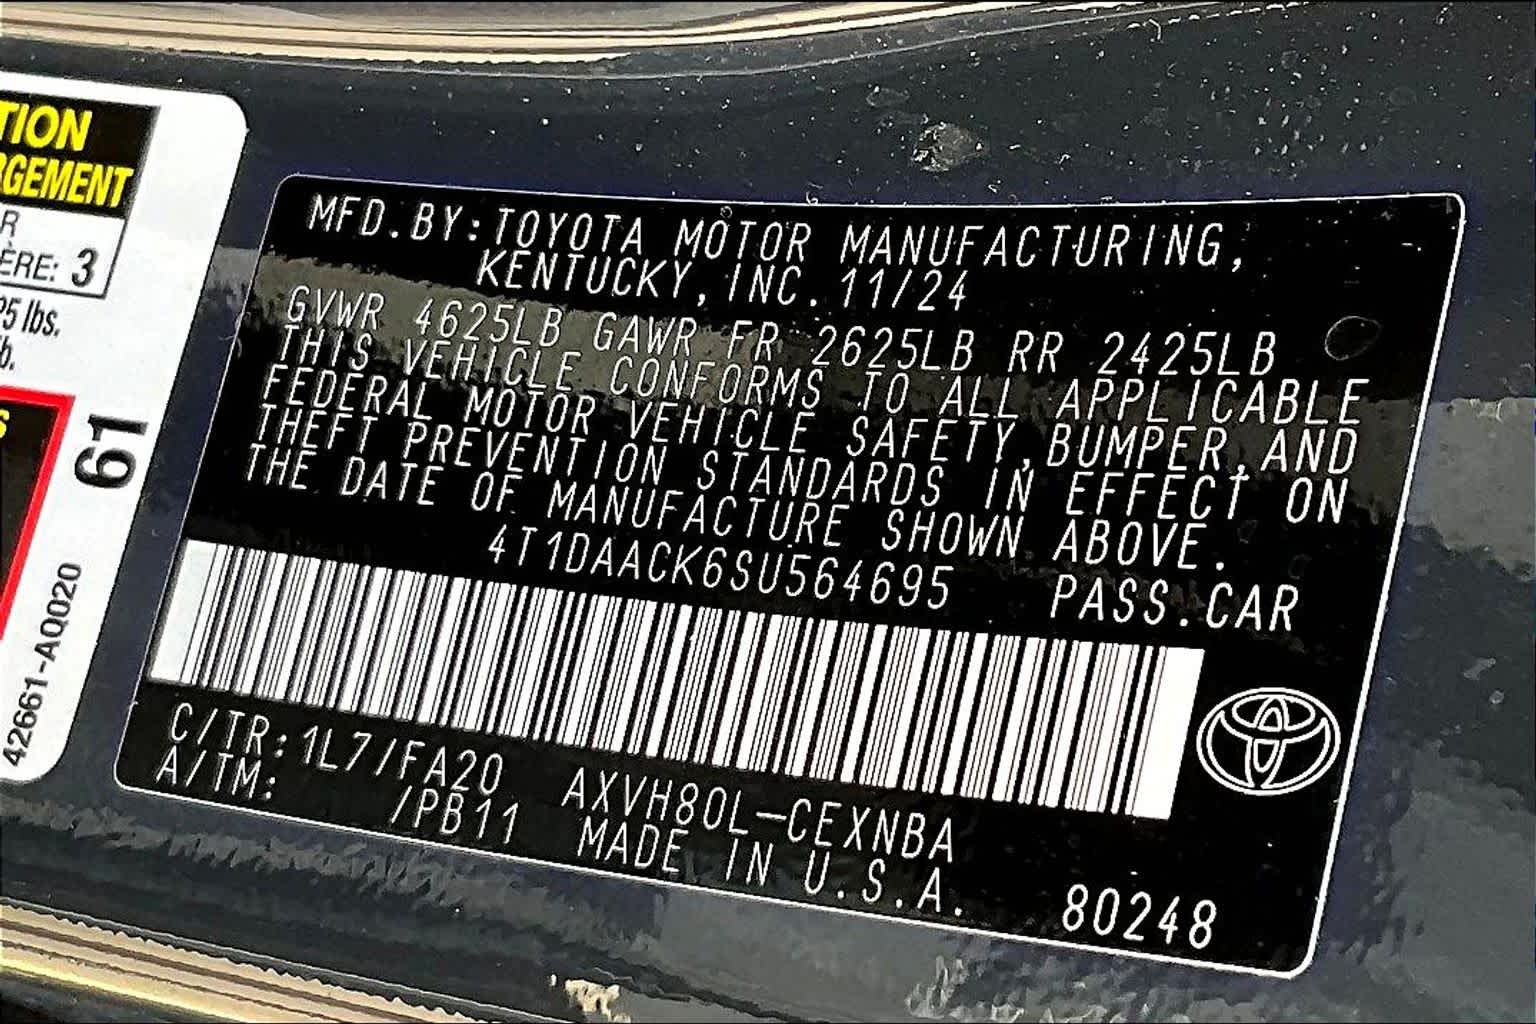 TION
RGEMENT
R
ÈRE: 3
25 lbs.
b.
S
61
42661-AQ020
MFD.BY:TOYOTA MOTOR MANUFACTURING,
KENTUCKY,INC. 11/24
GVWR 4625LB GAWR FR 2625LB RR 2425LB
THIS VEHICLE CONFORMS TO ALL APPLICABLE
FEDERAL MOTOR VEHICLE SAFETY,BUMPER,AND
THEFT PREVENTION STANDARDS IN EFFECT ON
THE DATE OF MANUFACTURE SHOWN ABOVE.
4T1DAACK6SU564695 PASS.CAR
C/TR:1L7/FA20 AXVH80L-CEXNBA
A/TM: /PB11 MADE IN U.S.A.
80248